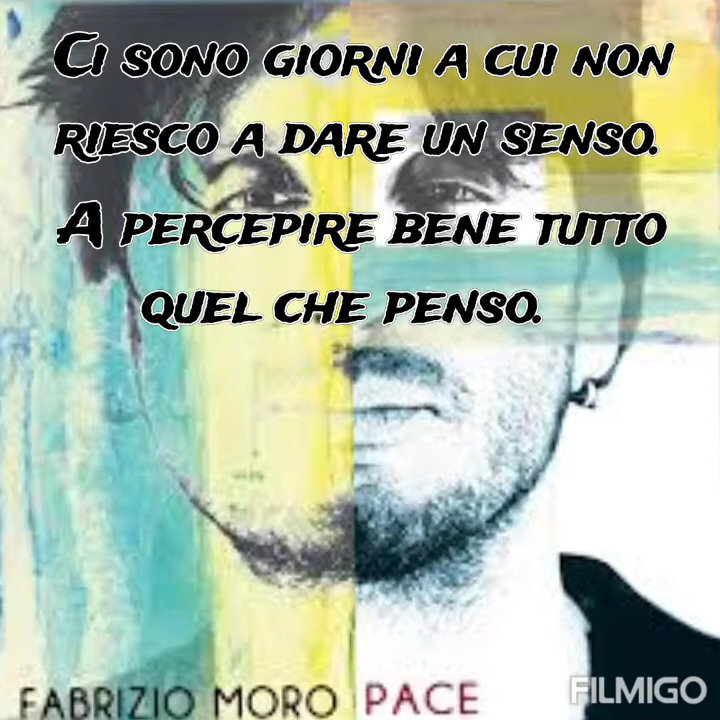 Ci sono giorni a cui non
riesco a dare un senso.
A percepire bene tutto
quel che penso.
FABRIZIO MORO PACE
FILMIGO